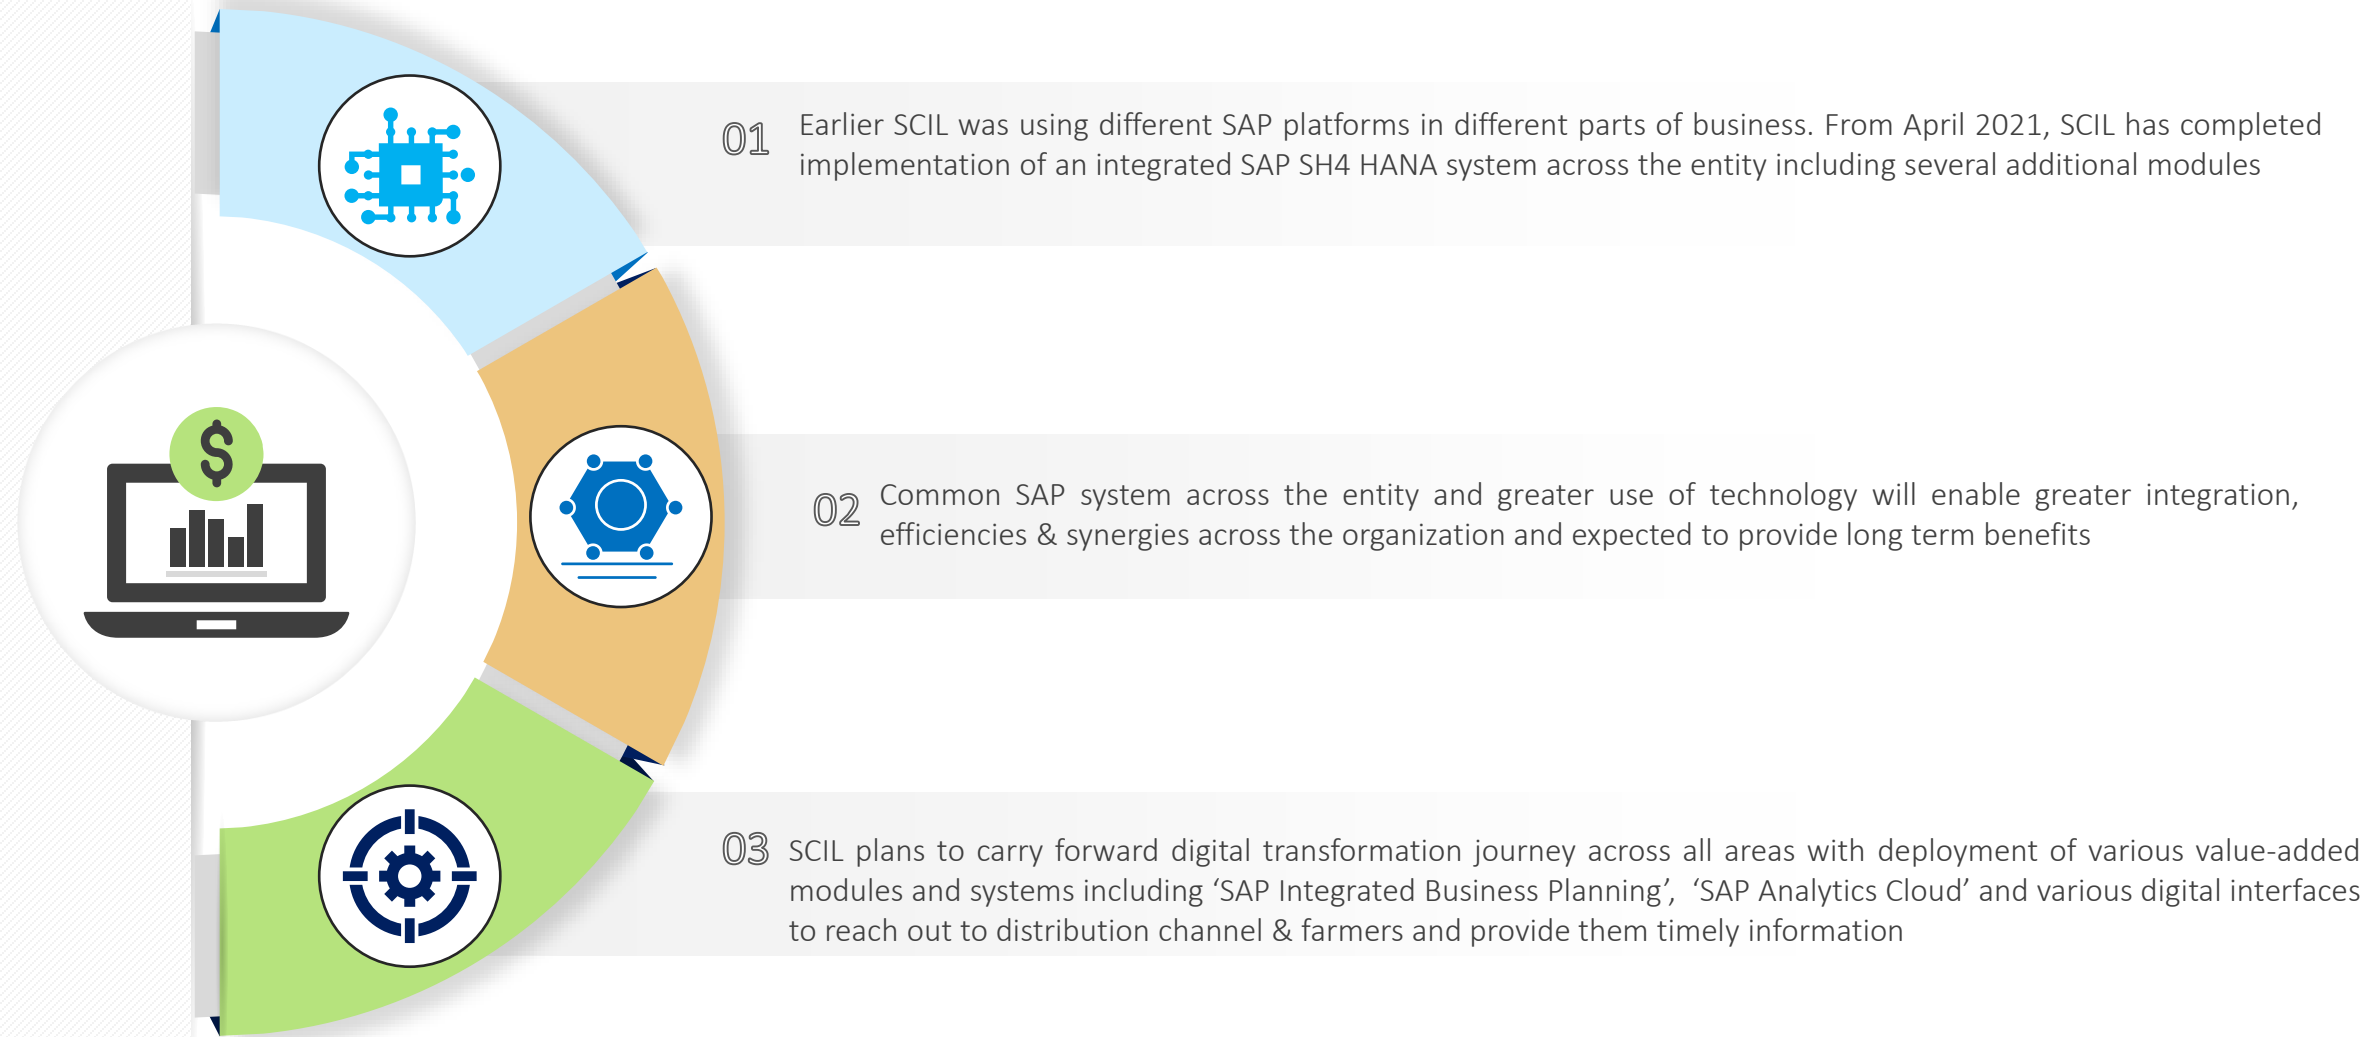 01
Earlier SCIL was using different SAP platforms in different parts of business. From April 2021, SCIL has completed
implementation of an integrated SAP SH4 HANA system across the entity including several additional modules
02
Common SAP system across the entity and greater use of technology will enable greater integration,
efficiencies & synergies across the organization and expected to provide long term benefits
03
SCIL plans to carry forward digital transformation journey across all areas with deployment of various value-added
modules and systems including ‘SAP Integrated Business Planning’, ‘SAP Analytics Cloud’ and various digital interfaces
to reach out to distribution channel & farmers and provide them timely information
$